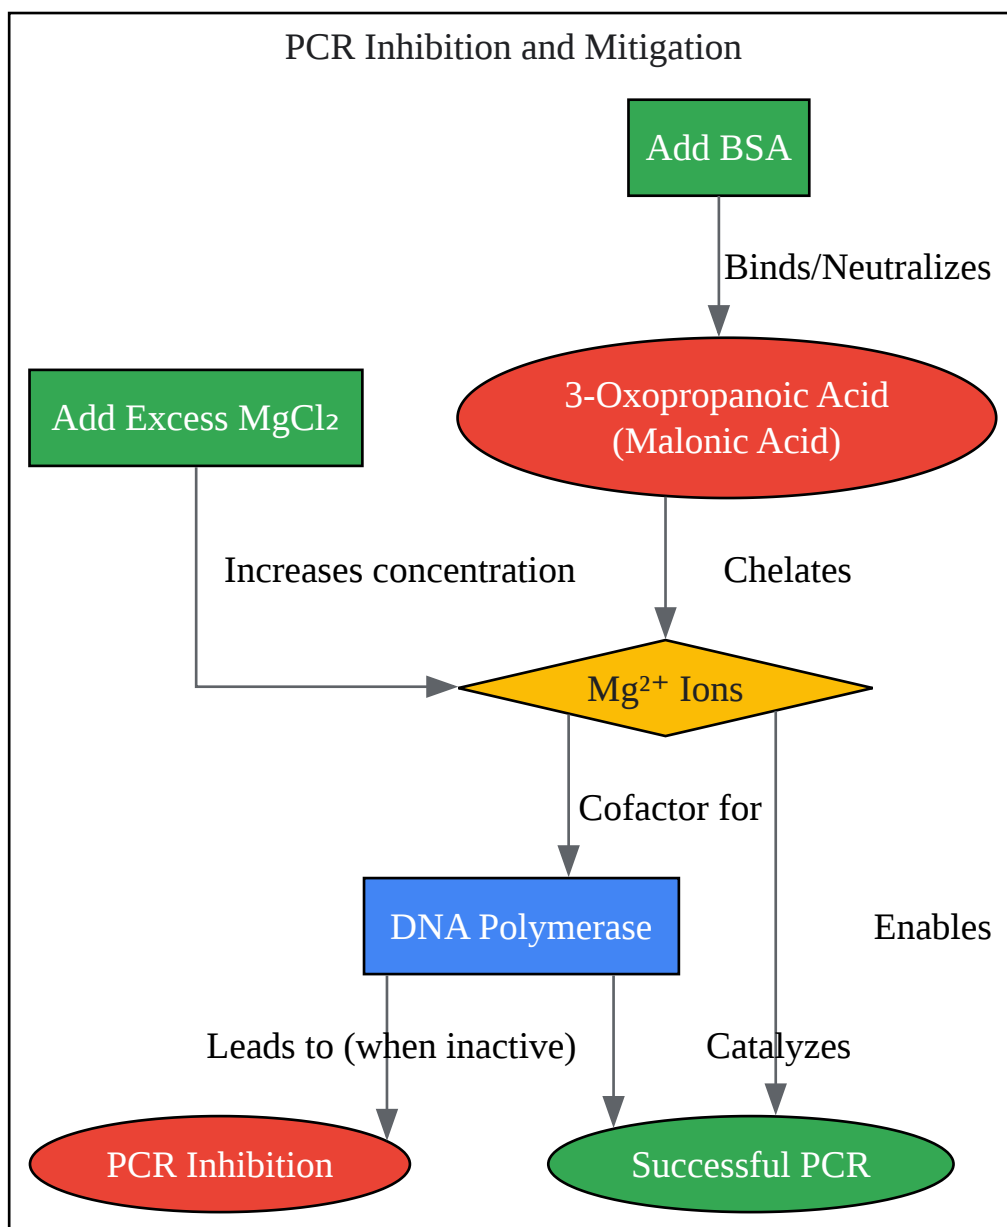 PCR Inhibition and Mitigation
Add BSA
Binds/Neutralizes
Add Excess MgCl₂
3-Oxopropanoic Acid
(Malonic Acid)
Increases concentration
Chelates
Mg²⁺ Ions
Cofactor for
DNA Polymerase
Enables
Leads to (when inactive)
Catalyzes
PCR Inhibition
Successful PCR